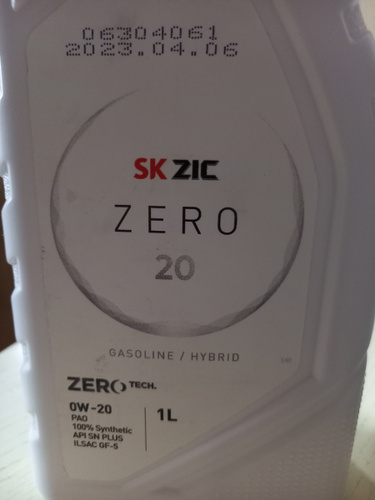 06304061
2023.04.06
SK ZIC
ZERO
20
GASOLINE / HYBRID
ZERO TECH.
0W-20
PAO
100% Synthetic
API SN PLUS
ILSAC GF-5
1L